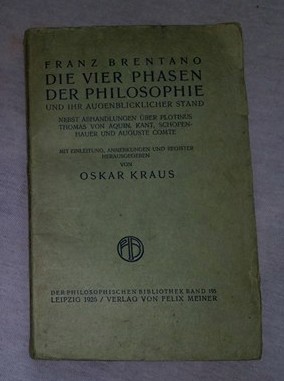 FRANZ BRENTANO
DIE VIER PHASEN
DER PHILOSOPHIE
UND IHR AUGENBLICKLICHER STAND
NEBST ABHANDLUNGEN ÜBER PLOTINUS
THOMAS VON AQUIN, KANT, SCHOPEN-
HAUER UND AUGUSTE COMTE
MIT EINLEITUNG, ANMERKUNGEN UND REGISTER
HERAUSGEGEBEN
VON
OSKAR KRAUS
DER PHILOSOPHISCHEN BIBLIOTHEK BAND 195
LEIPZIG 1926 / VERLAG VON FELIX MEINER